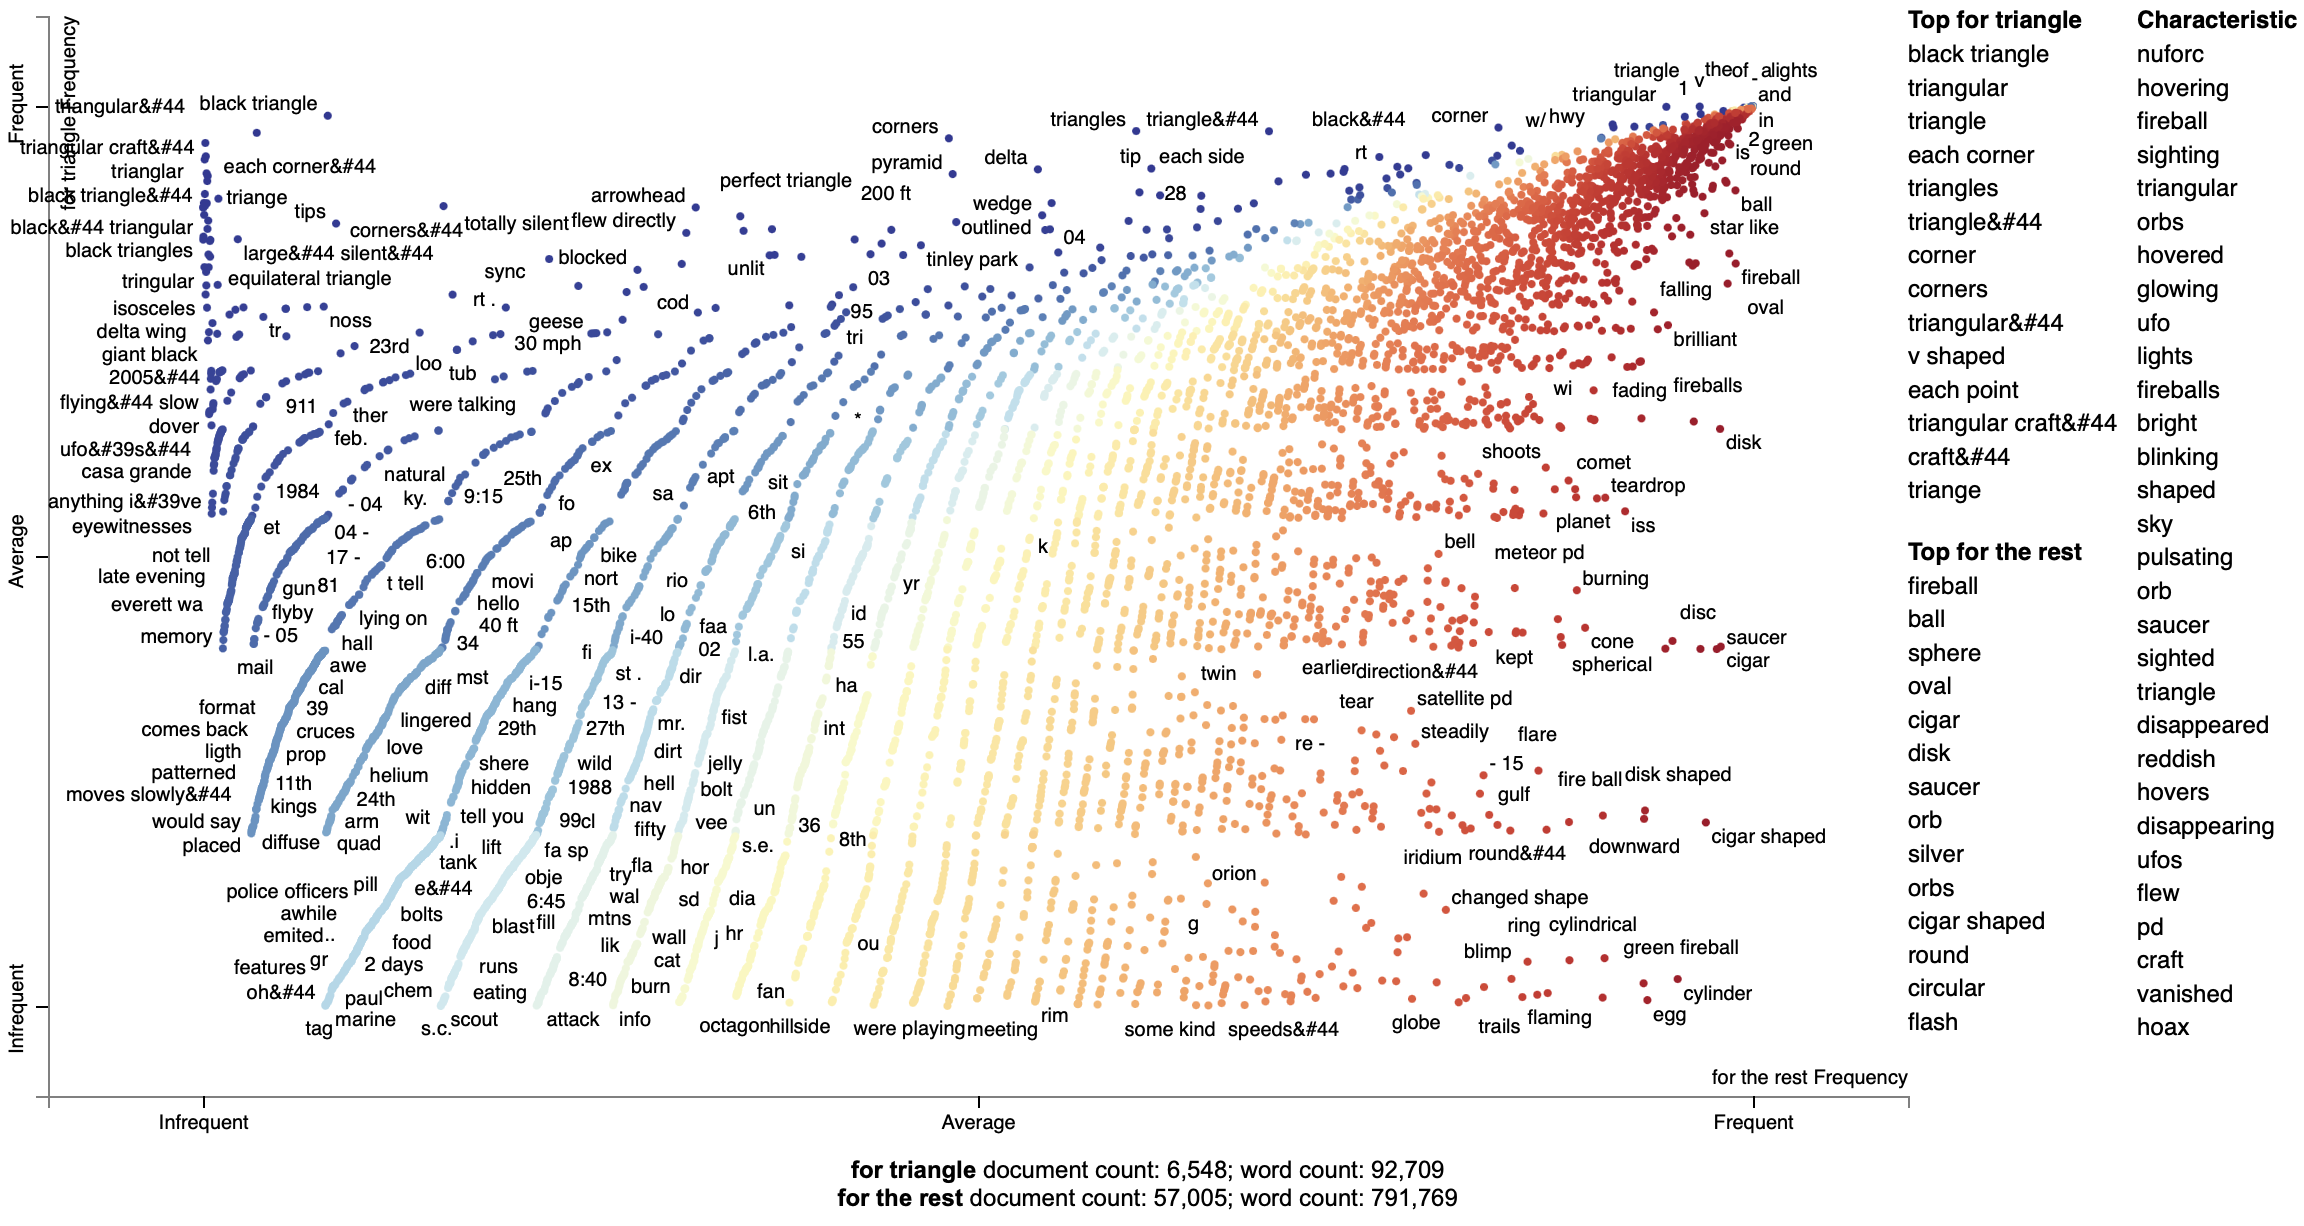 Top for triangle
black triangle
triangular
triangle
each corner
triangles
triangle&#44
corner
corners
triangular&#44
v shaped
each point
triangular craft&#44
craft&#44
triange
Top for the rest
fireball
ball
sphere
oval
cigar
disk
saucer
orb
silver
orbs
cigar shaped
round
circular
flash
Characteristic
nuforc
hovering
fireball
sighting
triangular
orbs
hovered
glowing
ufo
lights
fireballs
bright
blinking
shaped
sky
pulsating
orb
saucer
sighted
triangle
disappeared
reddish
hovers
disappearing
ufos
flew
pd
craft
vanished
hoax
for triangle Frequency
Frequent
Average
Infrequent
triangular&#44 black triangle
triangle 1 v the of - a lights
triangular and
corners triangles triangle&#44 black&#44 corner w/ hwy in
triangular craft&#44 2 green
trianglar each corner&#44 pyramid delta tip each side rt is round
black triangle&#44 triange arrowhead perfect triangle 200 ft 28
tips wedge ball
black&#44 triangular corners&#44 totally silent flew directly outlined star like
black triangles large&#44 silent&#44 04
tringular equilateral triangle sync blocked unlit tinley park fireball
isosceles rt . cod 03 falling oval
delta wing tr noss geese 95
giant black 23rd 30 mph tri brilliant
2005&#44 loo tub
flying&#44 slow 911 were talking wi fading fireballs
dover ther *
ufo&#39s&#44 feb. disk
casa grande natural ex shoots comet
anything i&#39ve 1984 - 04 ky. 9:15 25th sa apt sit teardrop
eyewitnesses et 04 - fo 6th planet iss
not tell 17 - 6:00 ap bike si k bell meteor pd
late evening gun 81 t tell movi nort rio yr burning
everett wa flyby lying on hello 15th lo id disc
memory - 05 hall 34 40 ft i-40 faa 55 cone saucer
mail awe fi 02 l.a. kept spherical cigar
cal diff mst i-15 st . dir ha twin earlier direction&#44
format 39 hang 13 - tear satellite pd
comes back cruces lingered 29th 27th mr. fist int steadily flare
ligth prop love dirt re -
patterned 11th helium shere wild jelly - 15 fire ball disk shaped
moves slowly&#44 kings 24th hidden 1988 hell bolt gulf
would say arm wit tell you 99cl nav vee un 36
placed diffuse quad .i lift fifty s.e. 8th downward cigar shaped
tank fa sp iridium round&#44
police officers pill e&#44 obje try fla hor orion
awhile bolts 6:45 wal sd dia changed shape
emited.. food blast fill mtns j hr g ring cylindrical
features gr 2 days runs lik wall cat ou blimp green fireball
oh&#44 paul chem eating 8:40 burn fan cylinder
tag marine s.c. scout attack info octagon hillside were playing meeting rim some kind speeds&#44 globe trails flaming egg
for the rest Frequency
Infrequent Average Frequent
for triangle document count: 6,548; word count: 92,709
for the rest document count: 57,005; word count: 791,769